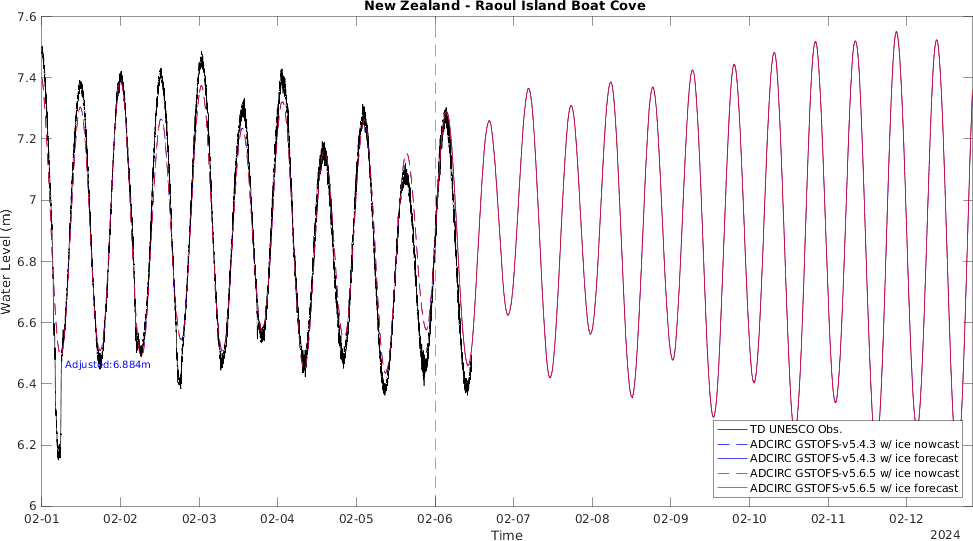 New Zealand - Raoul Island Boat Cove
7.6
7.4
7.2
7
6.8
6.6
6.4
6.2
6
Water Level (m)
Adjusted:6.884m
TD UNESCO Obs.
ADCIRC GSTOFS-v5.4.3 w/ ice nowcast
ADCIRC GSTOFS-v5.4.3 w/ ice forecast
ADCIRC GSTOFS-v5.6.5 w/ ice nowcast
ADCIRC GSTOFS-v5.6.5 w/ ice forecast
02-01 02-02 02-03 02-04 02-05 02-06 02-07 02-08 02-09 02-10 02-11 02-12
Time
2024